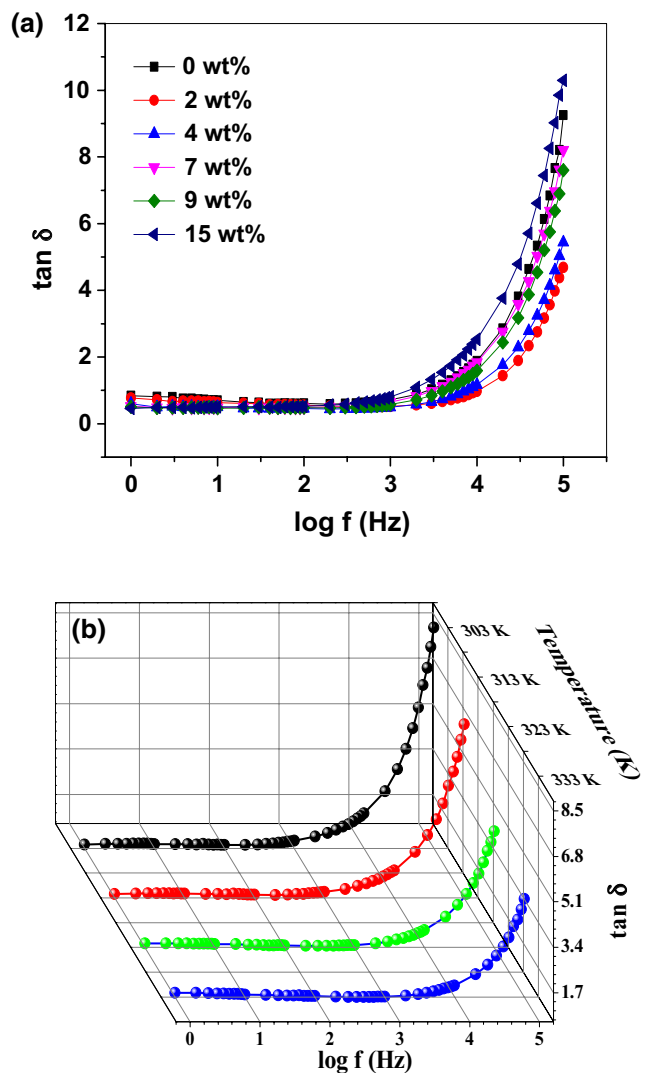 (a)
12
10
8
6
4
2
0
tan δ
0 wt%
2 wt%
4 wt%
7 wt%
9 wt%
15 wt%
0 1 2 3 4 5
log f (Hz)
(b)
303 K
313 K
323 K
333 K
Temperature (K)
8.5
6.8
5.1
3.4
1.7
tan δ
0 1 2 3 4 5
log f (Hz)